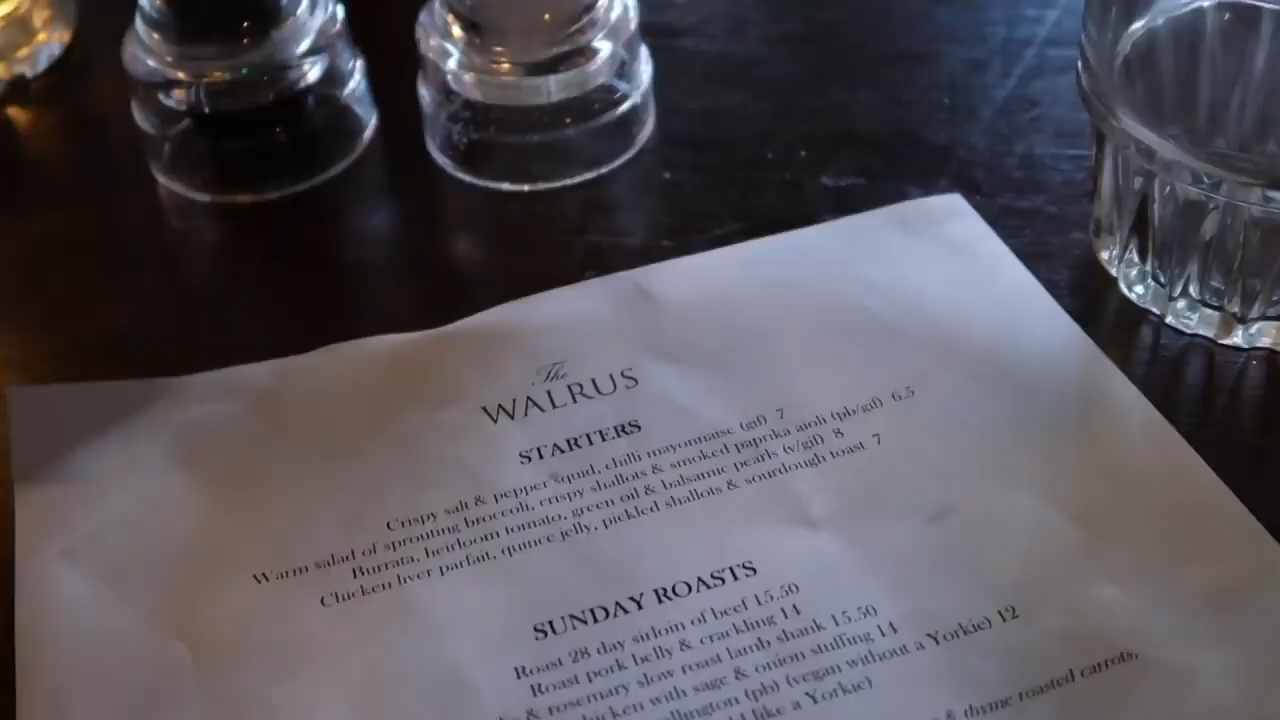 The
WALRUS
STARTERS
Crispy salt & pepper squid, chilli mayonnaise (gif) 7
Warm salad of sprouting broccoli, crispy shallots & smoked paprika aioli (pb/gif) 6.5
Burrata, heirloom tomato, green oil & balsamic pearls (v/gif) 8
Chicken liver parfait, quince jelly, pickled shallots & sourdough toast 7
SUNDAY ROASTS
Roast 28 day sirloin of beef 15.50
Roast pork belly & crackling 14
& rosemary slow roast lamb shank 15.50
with sage & onion stuffing 14
(pb) (vegan without a Yorkie) 12
like a Yorkie)
& thyme roasted carrots,